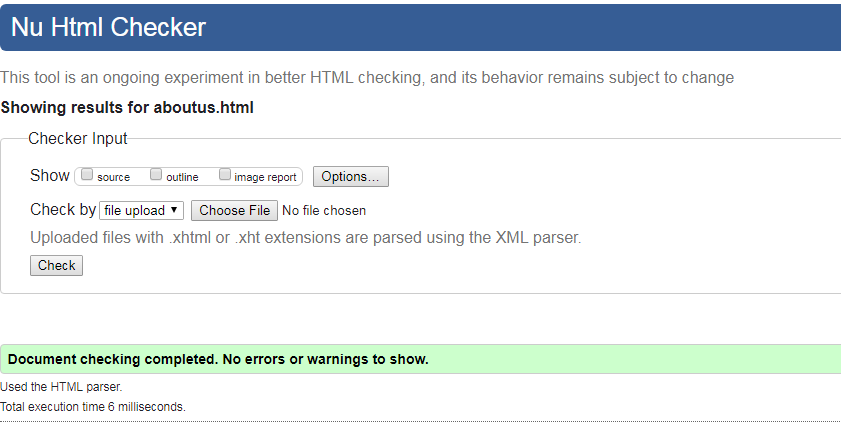 Nu Html Checker
This tool is an ongoing experiment in better HTML checking, and its behavior remains subject to change
Showing results for aboutus.html
Checker Input
Show source outline image report Options...
Check by file upload Choose File No file chosen
Uploaded files with .xhtml or .xht extensions are parsed using the XML parser.
Check
Document checking completed. No errors or warnings to show.
Used the HTML parser.
Total execution time 6 milliseconds.